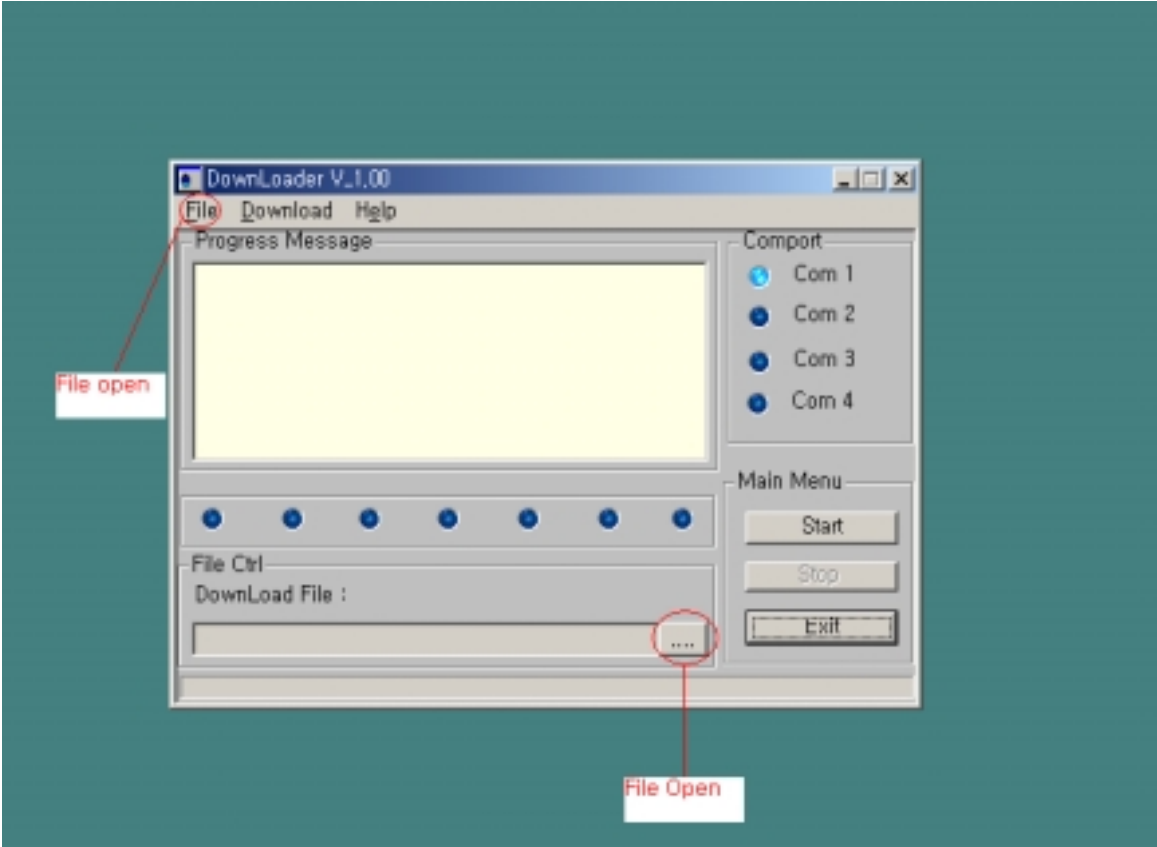 DownLoader V_1.00
File Download Help
Progress Message
Comport
Com 1
Com 2
Com 3
Com 4
File open
Main Menu
Start
Stop
Exit
File Ctrl
DownLoad File :
....
File Open